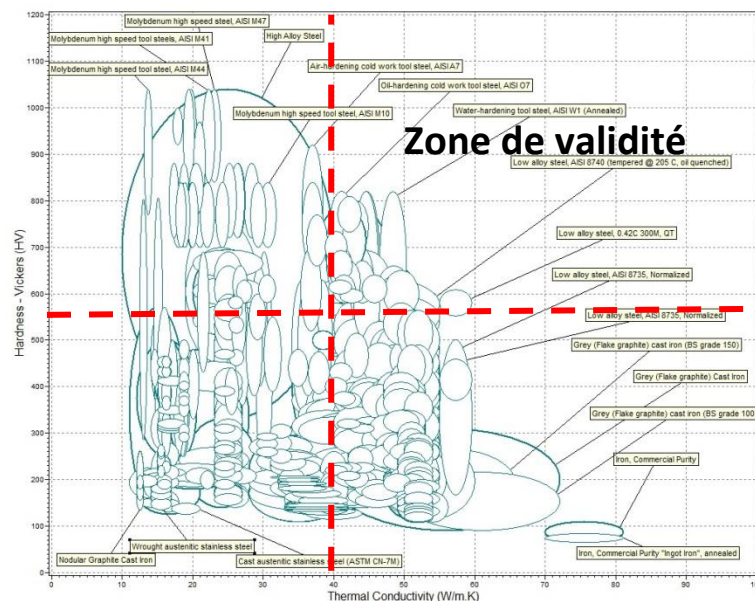 Molybdenum high speed steel, AISI M47
Molybdenum high speed tool steels, AISI M41
High Alloy Steel
Molybdenum high speed tool steel, AISI M44
Air-hardening cold work tool steel, AISI A7
Oil-hardening cold work tool steel, AISI O7
Molybdenum high speed tool steel, AISI M10
Water-hardening tool steel, AISI W1 (Annealed)
Zone de validité
Low alloy steel, AISI 8740 (tempered @ 205 C, oil quenched)
Low alloy steel, 0.42C 300M, QT
Low alloy steel, AISI 8735, Normalized
Low alloy steel, AISI 8735, Normalized
Grey (Flake graphite) cast iron (BS grade 150)
Grey (Flake graphite) Cast Iron
Grey (Flake graphite) cast iron (BS grade 100
Iron, Commercial Purity
Wrought austenitic stainless steel
Nodular Graphite Cast Iron
Cast austenitic stainless steel (ASTM CN-7M)
Iron, Commercial Purity "Ingot Iron", annealed
Hardness - Vickers (HV)
1200
1100
1000
900
800
700
600
500
400
300
200
100
0
0 10 20 30 40 50 60 70 80 90 100
Thermal Conductivity (W/m.K)